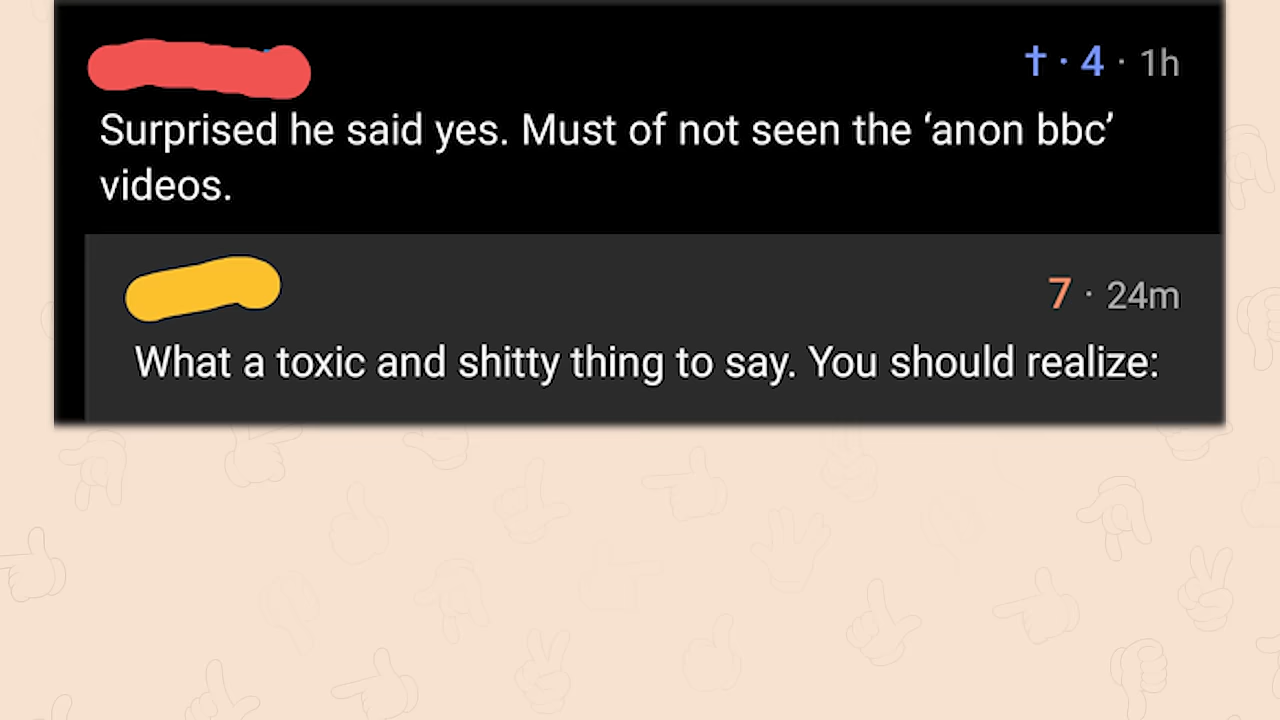 † · 4 · 1h
Surprised he said yes. Must of not seen the ‘anon bbc’
videos.
7 · 24m
What a toxic and shitty thing to say. You should realize: